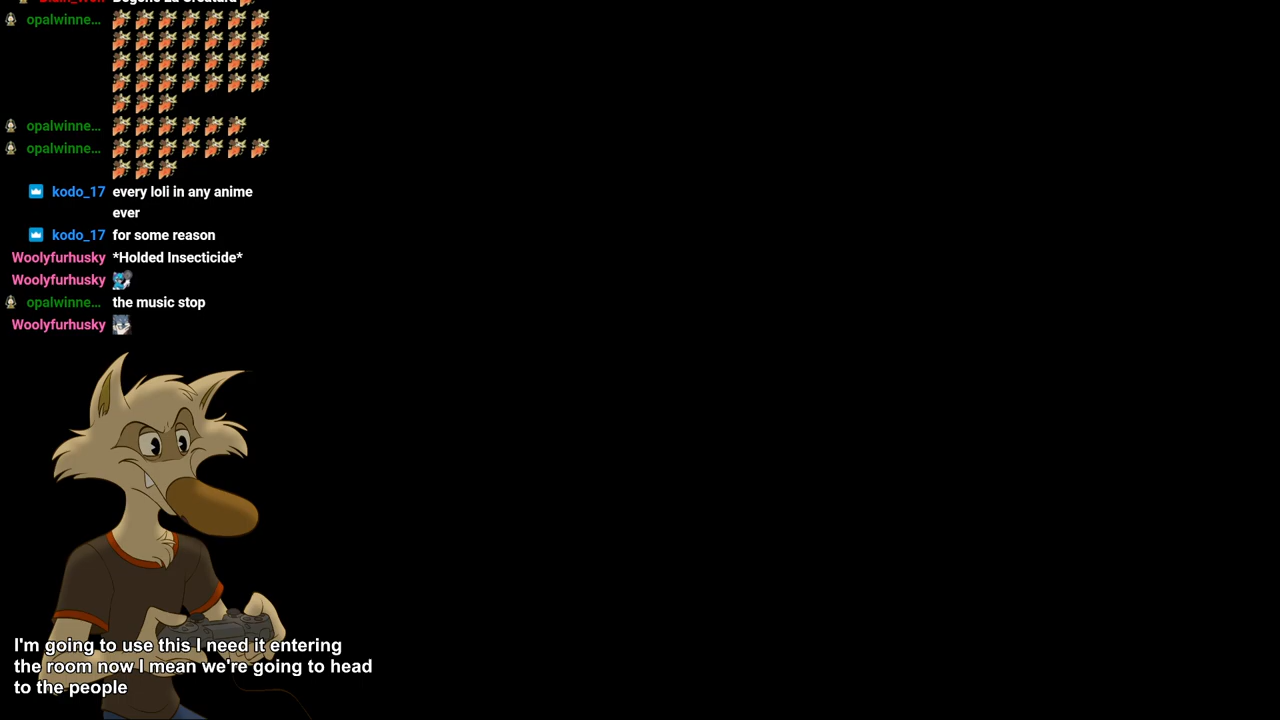 opalwinne...
opalwinne...
opalwinne...
kodo_17 every loli in any anime
ever
kodo_17 for some reason
Woolyfurhusky *Holded Insecticide*
Woolyfurhusky
opalwinne... the music stop
Woolyfurhusky
I'm going to use this I need it entering
the room now I mean we're going to head
to the people